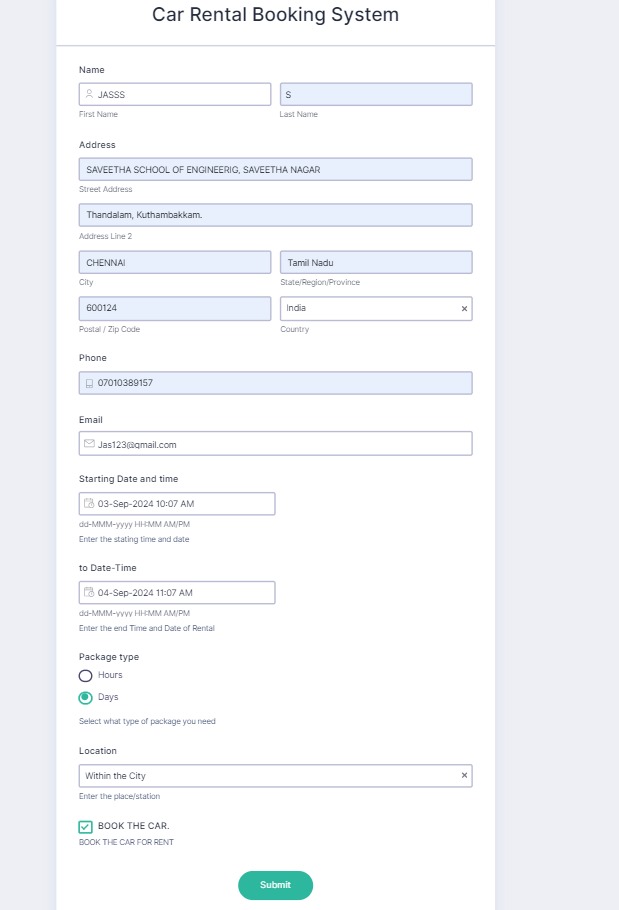 Car Rental Booking System
Name
JASSS S
First Name Last Name
Address
SAVEETHA SCHOOL OF ENGINEERIG, SAVEETHA NAGAR
Street Address
Thandalam, Kuthambakkam.
Address Line 2
CHENNAI Tamil Nadu
City State/Region/Province
600124 India ×
Postal / Zip Code Country
Phone
07010389157
Email
Jas123@gmail.com
Starting Date and time
03-Sep-2024 10:07 AM
dd-MMM-yyyy HH:MM AM/PM
Enter the stating time and date
to Date-Time
04-Sep-2024 11:07 AM
dd-MMM-yyyy HH:MM AM/PM
Enter the end Time and Date of Rental
Package type
Hours
Days
Select what type of package you need
Location
Within the City ×
Enter the place/station
BOOK THE CAR.
BOOK THE CAR FOR RENT
Submit